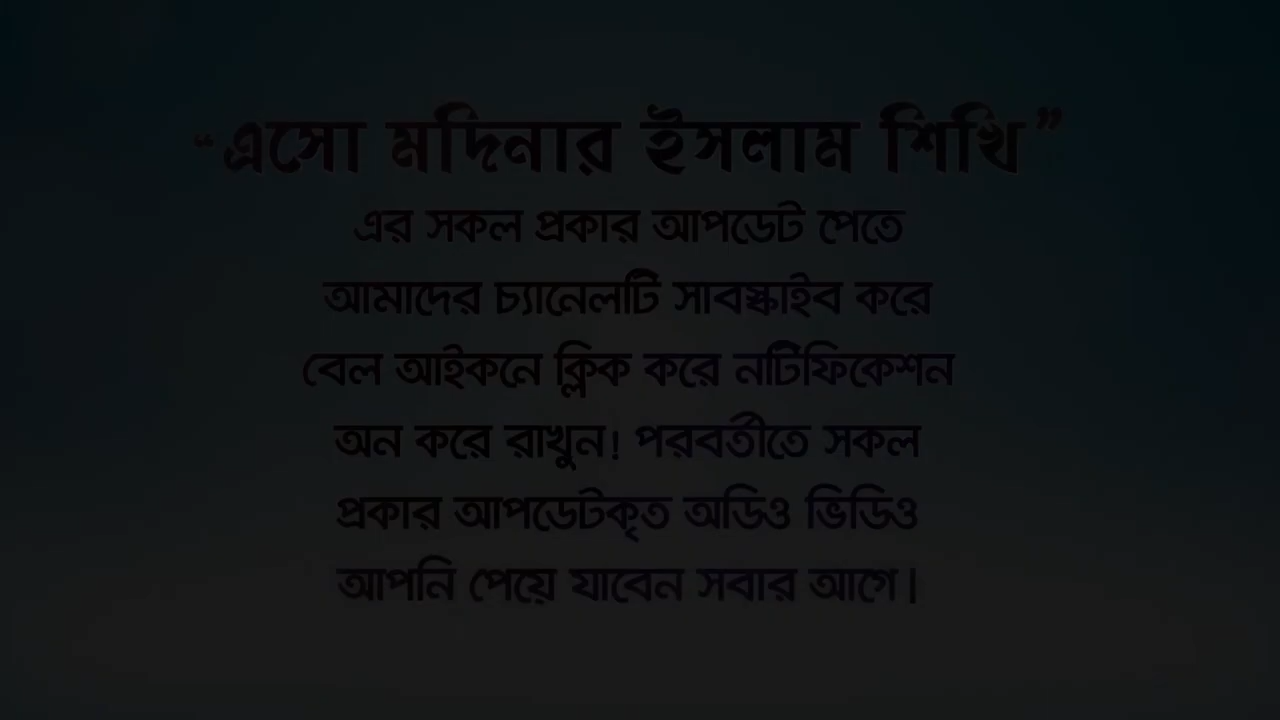 “এসো মদিনার ইসলাম শিখি”
এর সকল প্রকার আপডেট পেতে
আমাদের চ্যানেলটি সাবস্ক্রাইব করে
বেল আইকনে ক্লিক করে নটিফিকেশন
অন করে রাখুন! পরবর্তীতে সকল
প্রকার আপডেটকৃত অডিও ভিডিও
আপনি পেয়ে যাবেন সবার আগে।